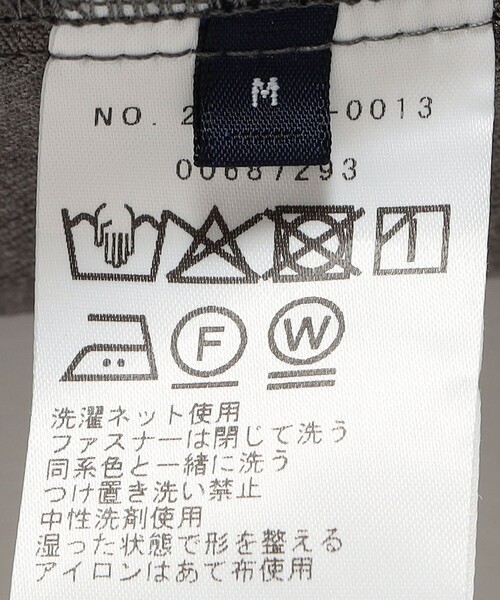 M
NO. 2 -0013
00687293
F W
洗濯ネット使用
ファスナーは閉じて洗う
同系色と一緒に洗う
つけ置き洗い禁止
中性洗剤使用
湿った状態で形を整える
アイロンはあて布使用